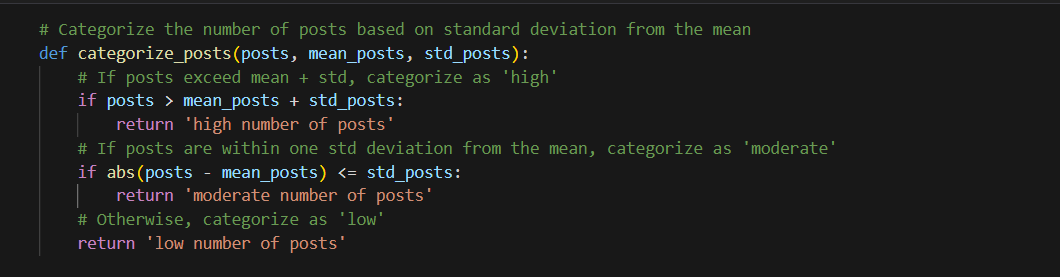 # Categorize the number of posts based on standard deviation from the mean
def categorize_posts(posts, mean_posts, std_posts):
    # If posts exceed mean + std, categorize as 'high'
    if posts > mean_posts + std_posts:
        return 'high number of posts'
    # If posts are within one std deviation from the mean, categorize as 'moderate'
    if abs(posts - mean_posts) <= std_posts:
        return 'moderate number of posts'
    # Otherwise, categorize as 'low'
    return 'low number of posts'